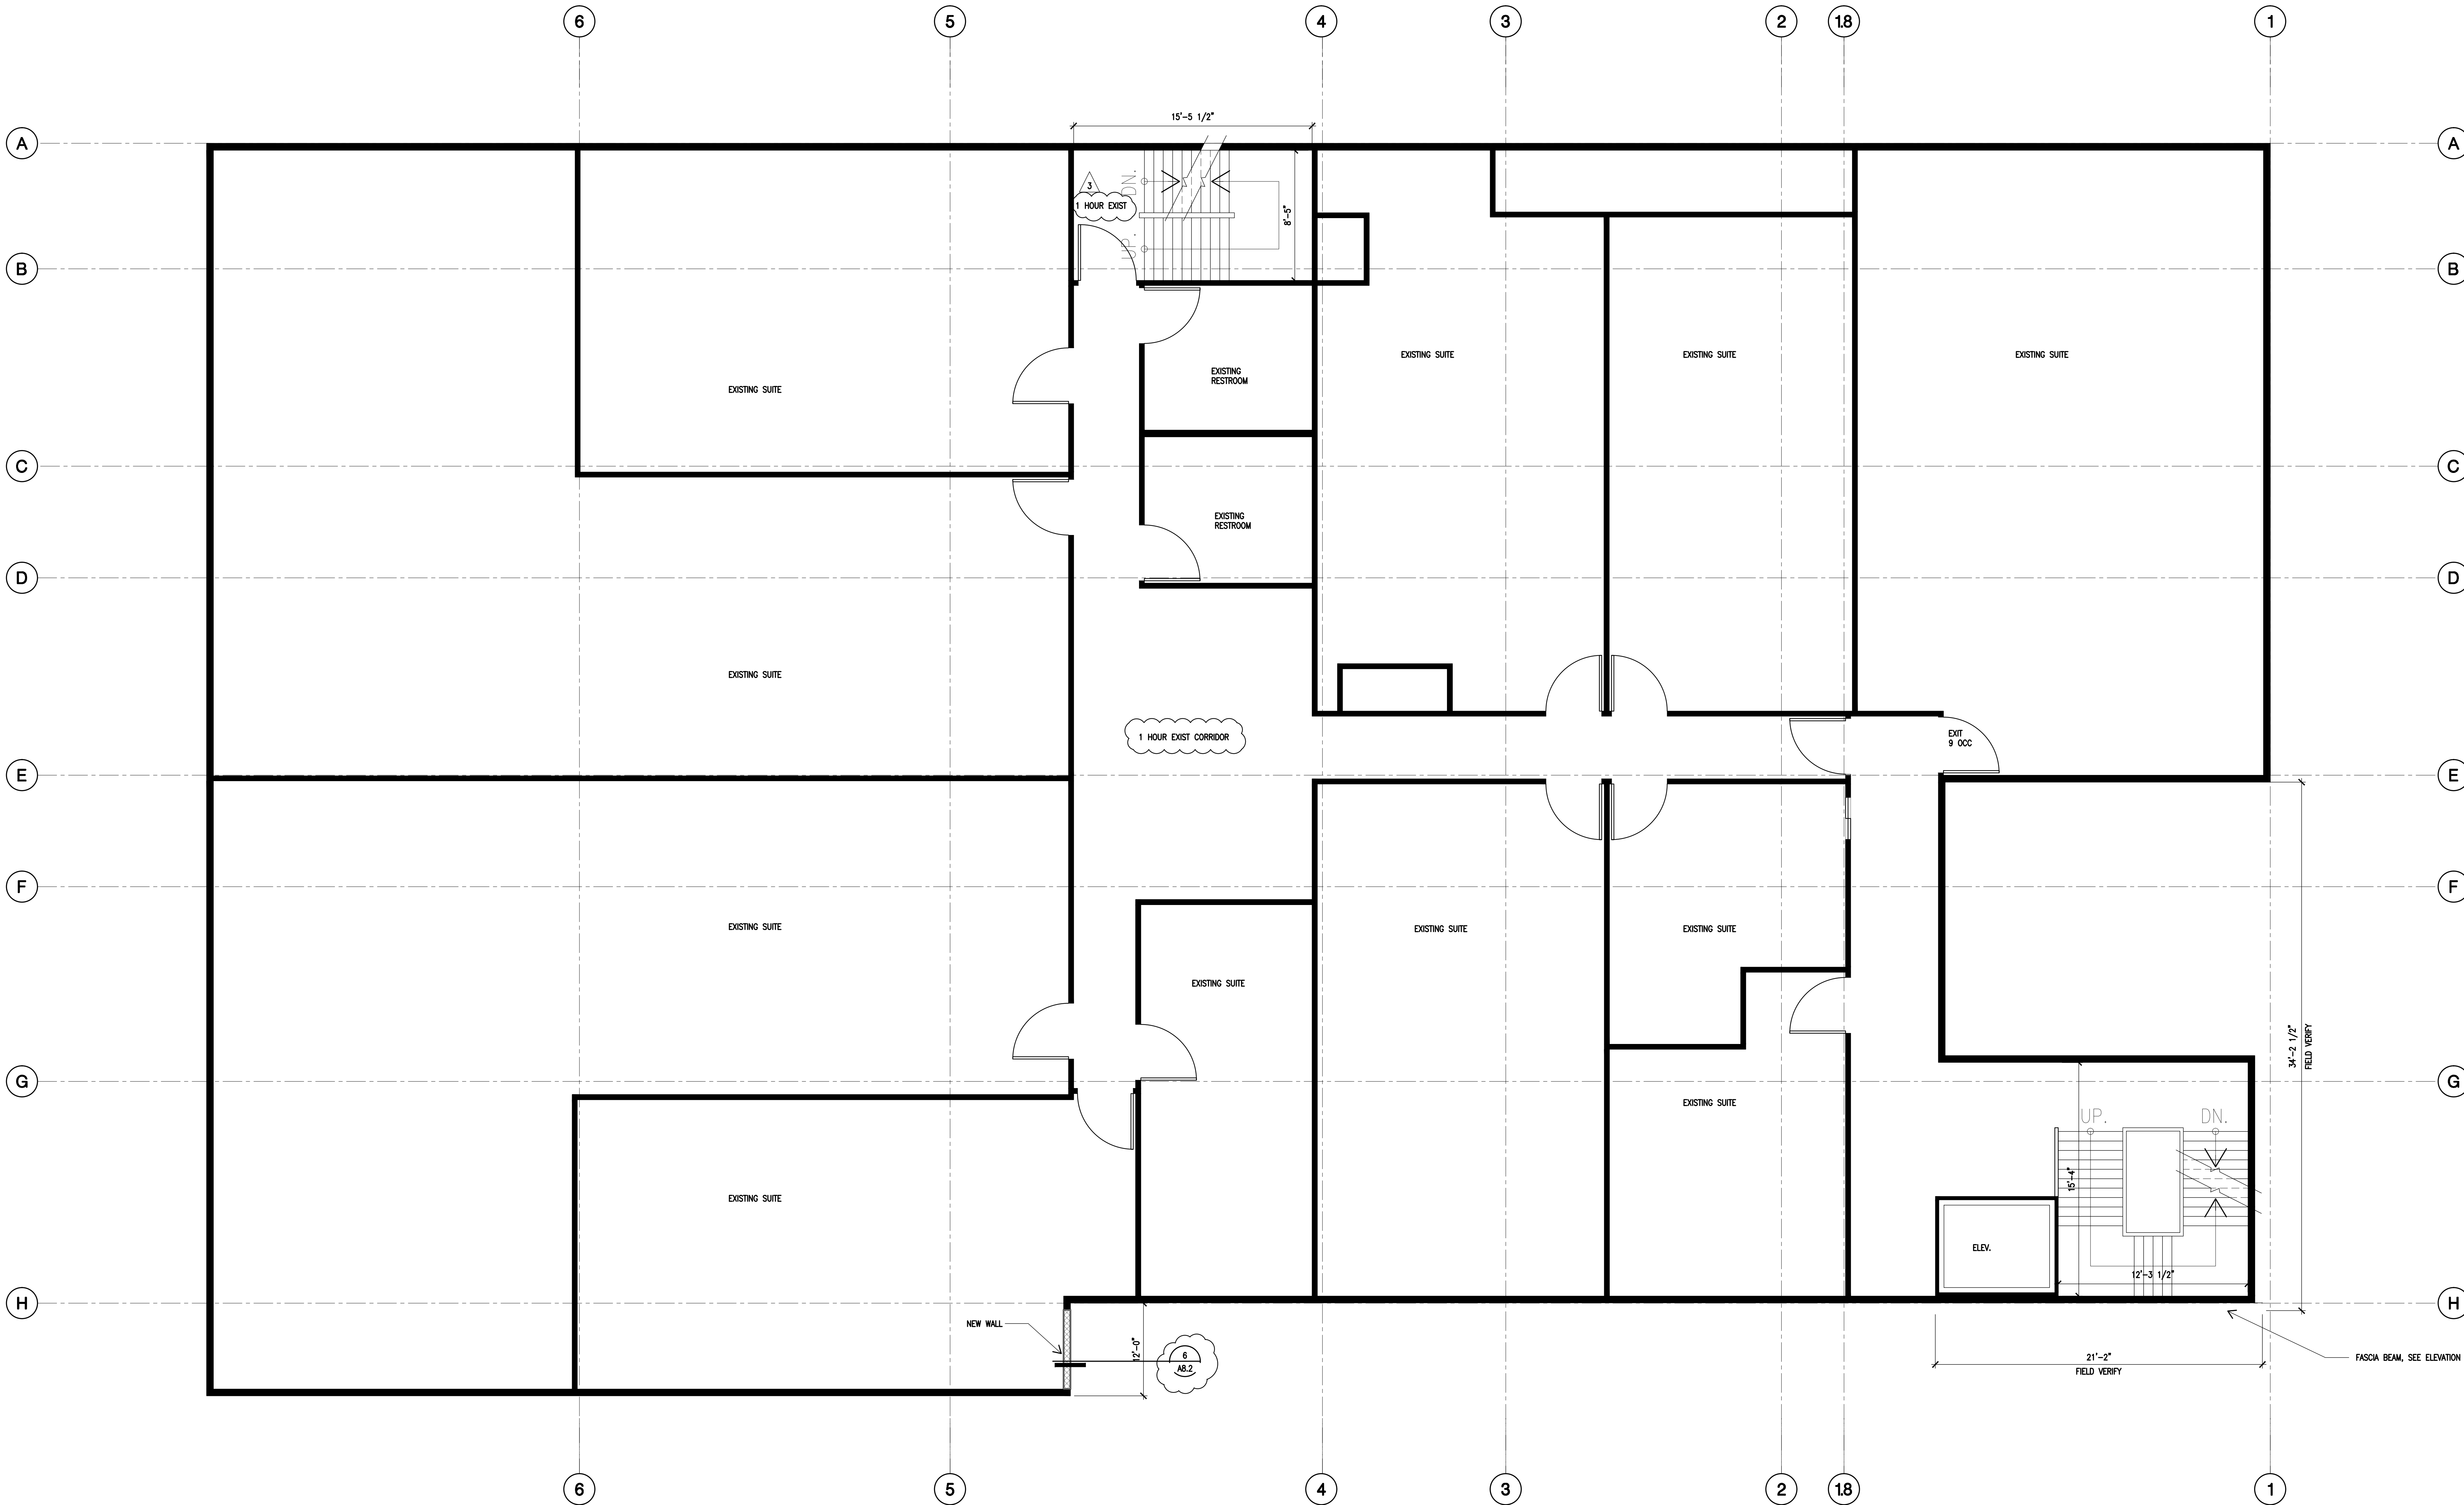 6 5 4 3 2 1.8 1
15'-5 1/2"
A A
3
DN.
1 HOUR EXIST
8'-5"
UP.
B B
EXISTING SUITE
EXISTING SUITE
EXISTING SUITE
EXISTING
RESTROOM
EXISTING SUITE
C C
EXISTING
RESTROOM
D D
EXISTING SUITE
1 HOUR EXIST CORRIDOR
EXIT
9 OCC
E E
F F
EXISTING SUITE
EXISTING SUITE
EXISTING SUITE
EXISTING SUITE
34'-2 1/2"
FIELD VERIFY
G G
EXISTING SUITE
UP. DN.
15'-4"
EXISTING SUITE
ELEV.
12'-3 1/2"
H H
NEW WALL
12'-0"
6
A8.2
21'-2"
FIELD VERIFY
FASCIA BEAM, SEE ELEVATION
6 5 4 3 2 1.8 1